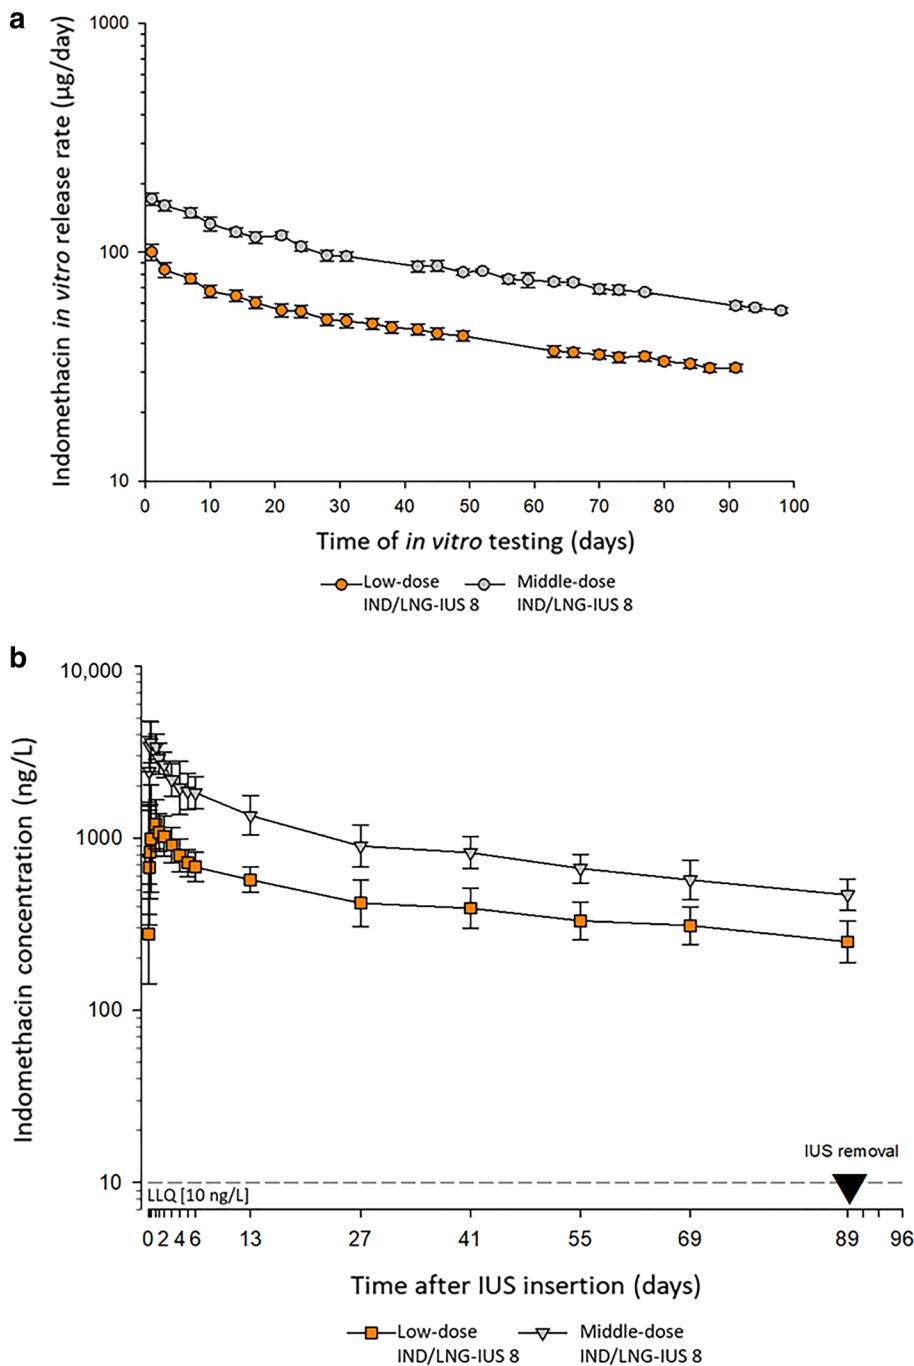 a
Indomethacin in vitro release rate (µg/day)
1000
100
10
0 10 20 30 40 50 60 70 80 90 100
Time of in vitro testing (days)
Low-dose
IND/LNG-IUS 8
Middle-dose
IND/LNG-IUS 8
b
Indomethacin concentration (ng/L)
10,000
1000
100
10
IUS removal
LLQ [10 ng/L]
0 2 4 6 13 27 41 55 69 89 96
Time after IUS insertion (days)
Low-dose
IND/LNG-IUS 8
Middle-dose
IND/LNG-IUS 8